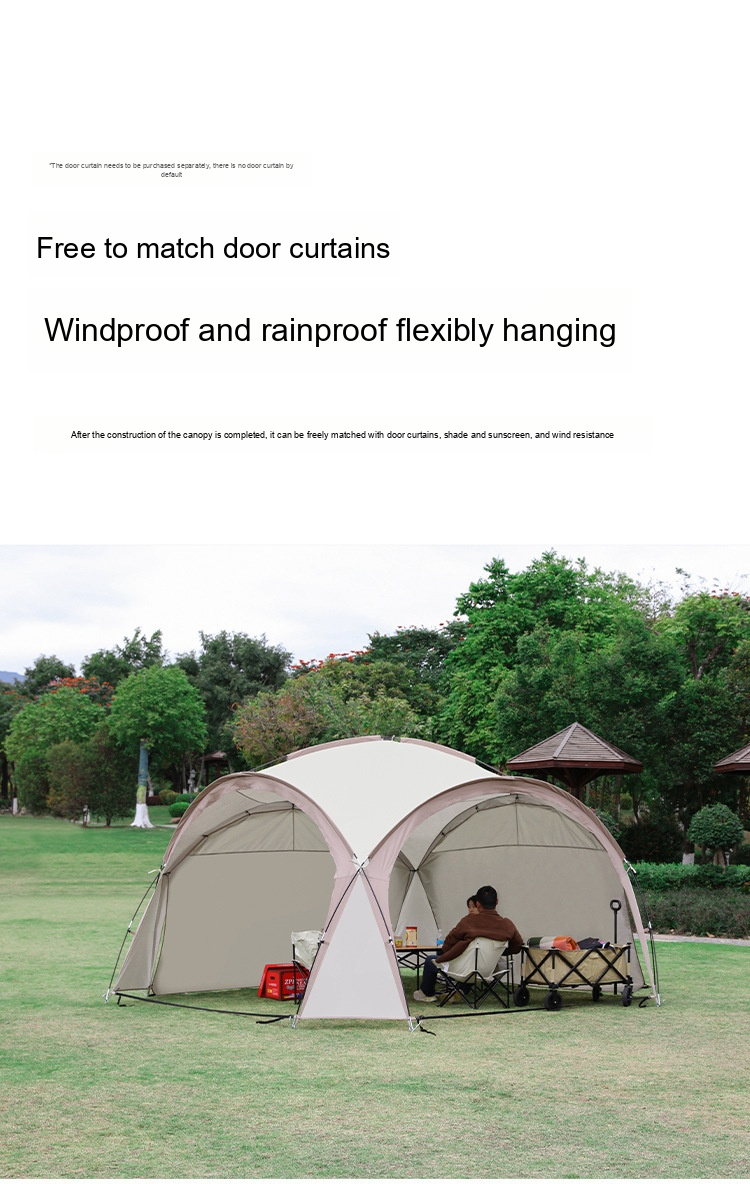 "The door curtain needs to be purchased separately, there is no door curtain by
default
Free to match door curtains
Windproof and rainproof flexibly hanging
After the construction of the canopy is completed, it can be freely matched with door curtains, shade and sunscreen, and wind resistance